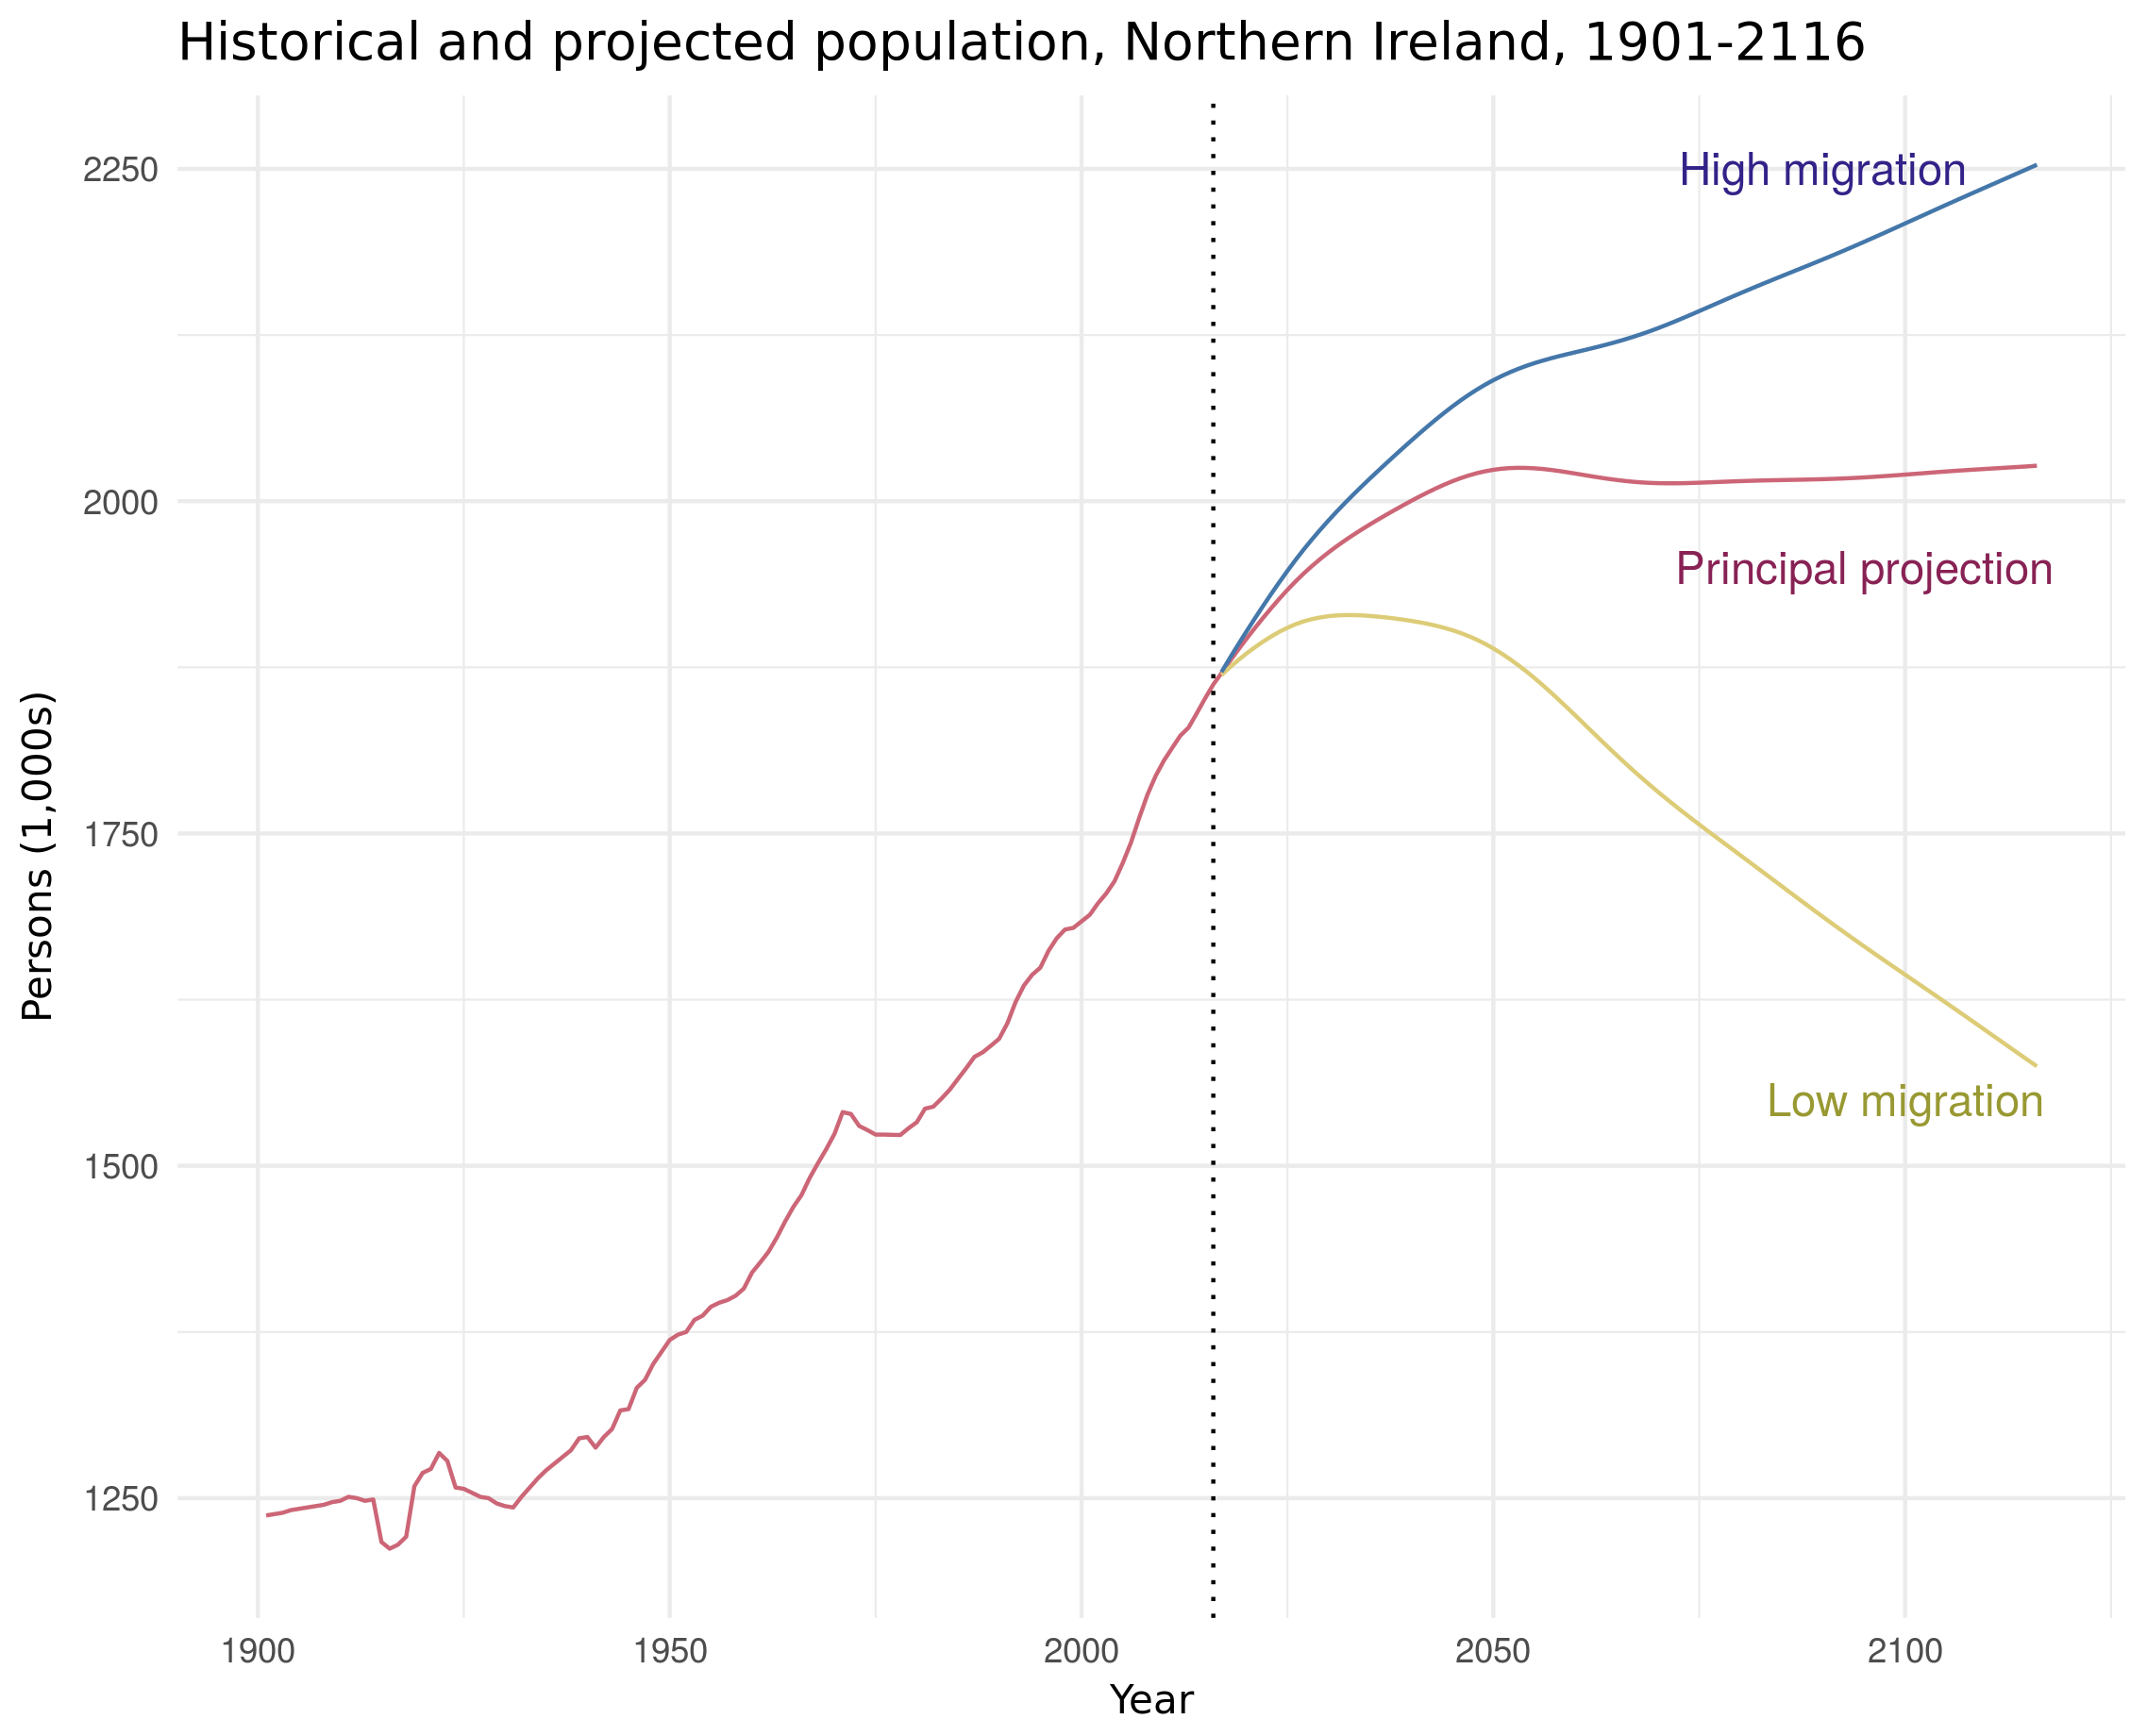 Historical and projected population, Northern Ireland, 1901-2116
Persons (1,000s)
2250
2000
1750
1500
1250
High migration
Principal projection
Low migration
1900 1950 2000 2050 2100
Year